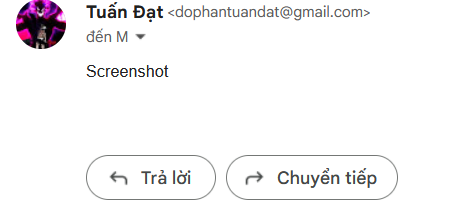 Tuấn Đạt <dophantuandat@gmail.com>
đến M
Screenshot
Trả lời
Chuyển tiếp